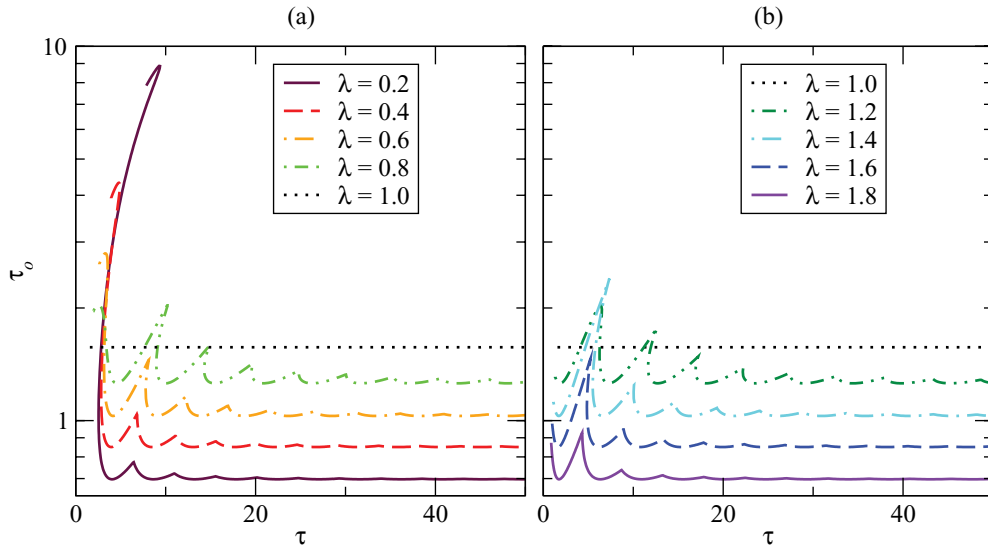 (a)
(b)
10
λ = 0.2
λ = 0.4
λ = 0.6
λ = 0.8
λ = 1.0
λ = 1.0
λ = 1.2
λ = 1.4
λ = 1.6
λ = 1.8
τo
1
0
20
40
0
20
40
τ
τ